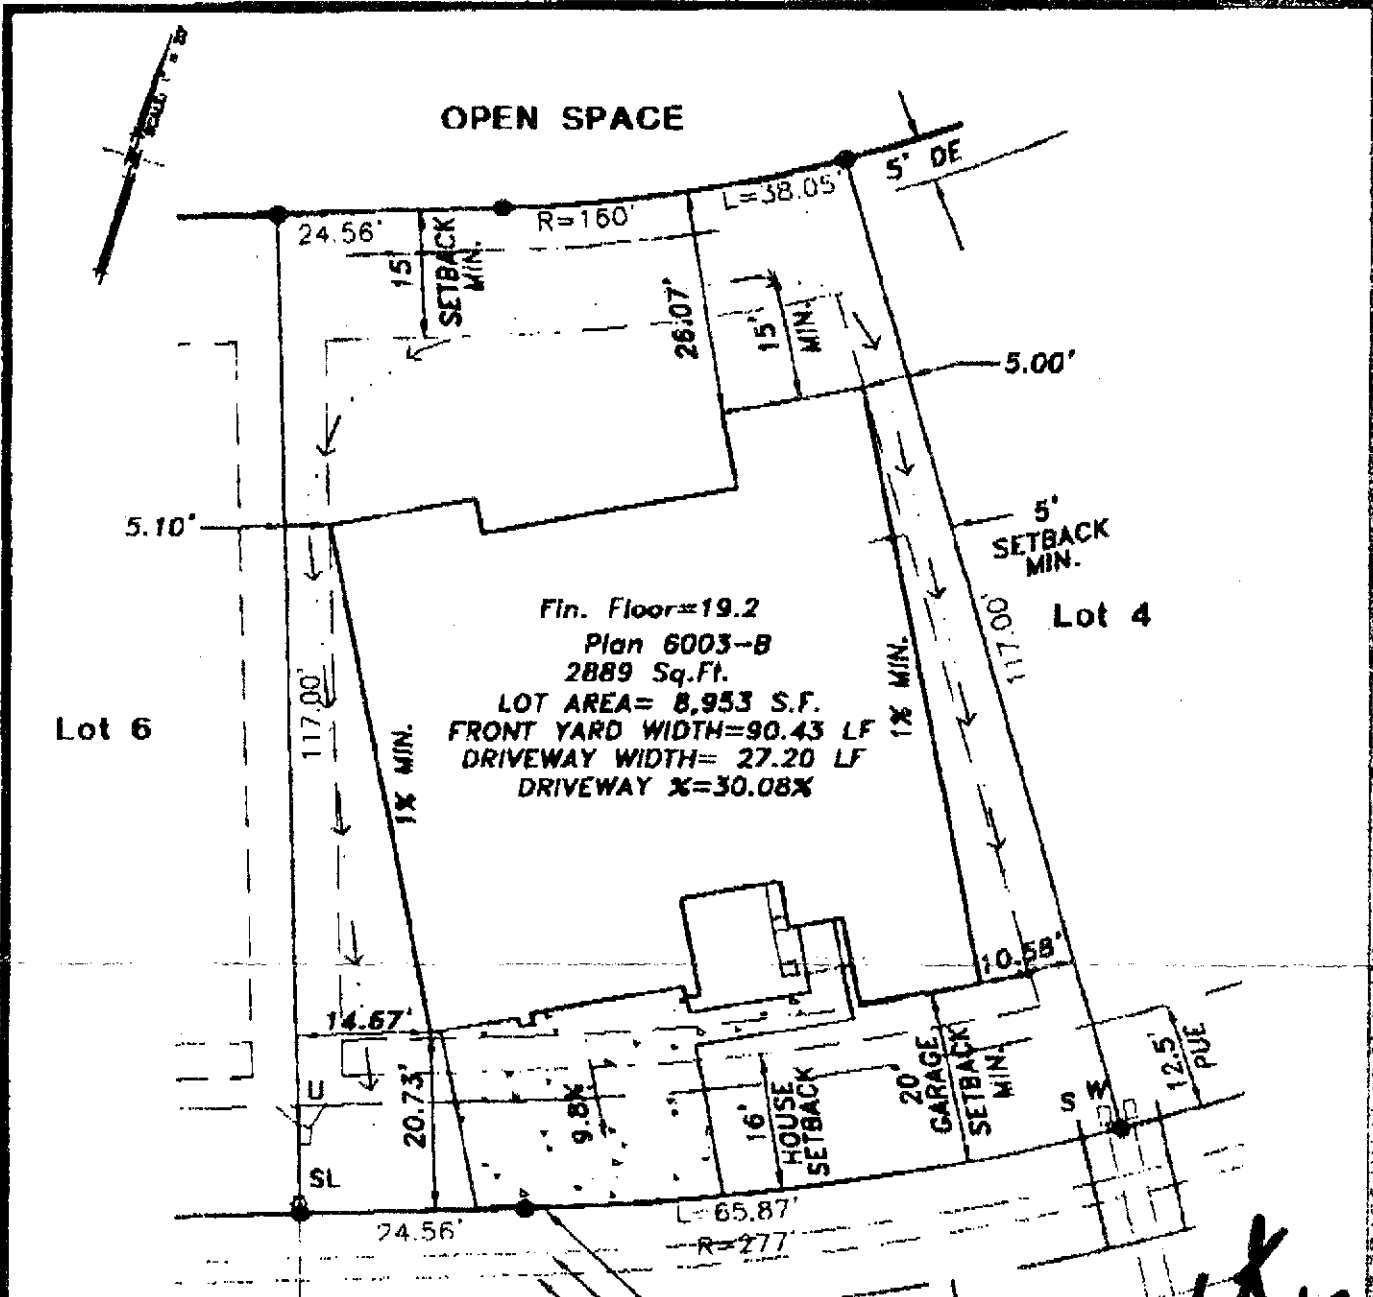 SCALE: 1" = 20'
OPEN SPACE
5' DE
24.56'
R=160'
L=38.05'
15'
SETBACK
MIN.
26.07'
15'
MIN.
5.00'
5.10'
5'
SETBACK
MIN.
Fin. Floor=19.2
Plan 6003-B
2889 Sq.Ft.
LOT AREA= 8,953 S.F.
FRONT YARD WIDTH=90.43 LF
DRIVEWAY WIDTH= 27.20 LF
DRIVEWAY %=30.08%
Lot 4
117.00'
1% MIN.
Lot 6
117.00'
1% MIN.
10.58'
14.67'
20.73'
9.8%
16'
HOUSE
SETBACK
20'
GARAGE
SETBACK
MIN.
12.5'
PUE
U
S W
SL
24.56'
L=65.87'
R=277'